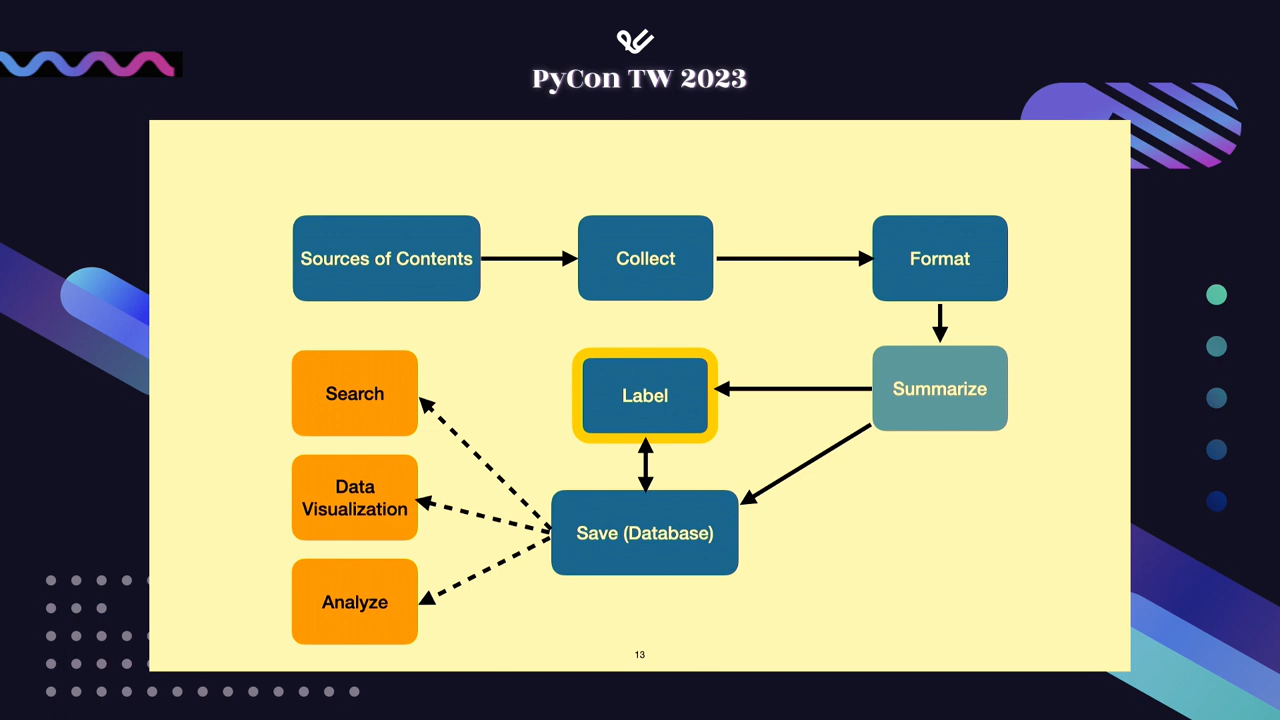 PyCon TW 2023
Sources of Contents
Collect
Format
Search
Label
Summarize
Data
Visualization
Save (Database)
Analyze
13